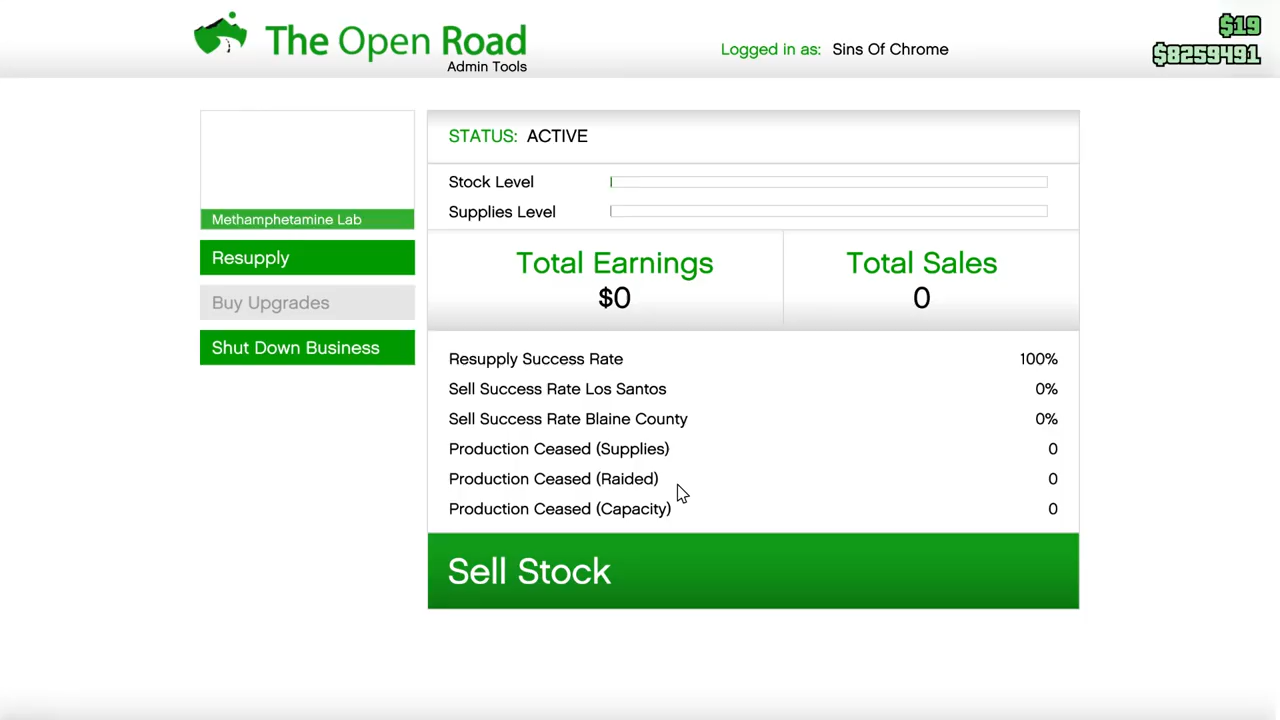 The Open Road
Admin Tools
Logged in as: Sins Of Chrome
$19
$8259491
Methamphetamine Lab
Resupply
Buy Upgrades
Shut Down Business
STATUS: ACTIVE
Stock Level
Supplies Level
Total Earnings
$0
Total Sales
0
Resupply Success Rate 100%
Sell Success Rate Los Santos 0%
Sell Success Rate Blaine County 0%
Production Ceased (Supplies) 0
Production Ceased (Raided) 0
Production Ceased (Capacity) 0
Sell Stock